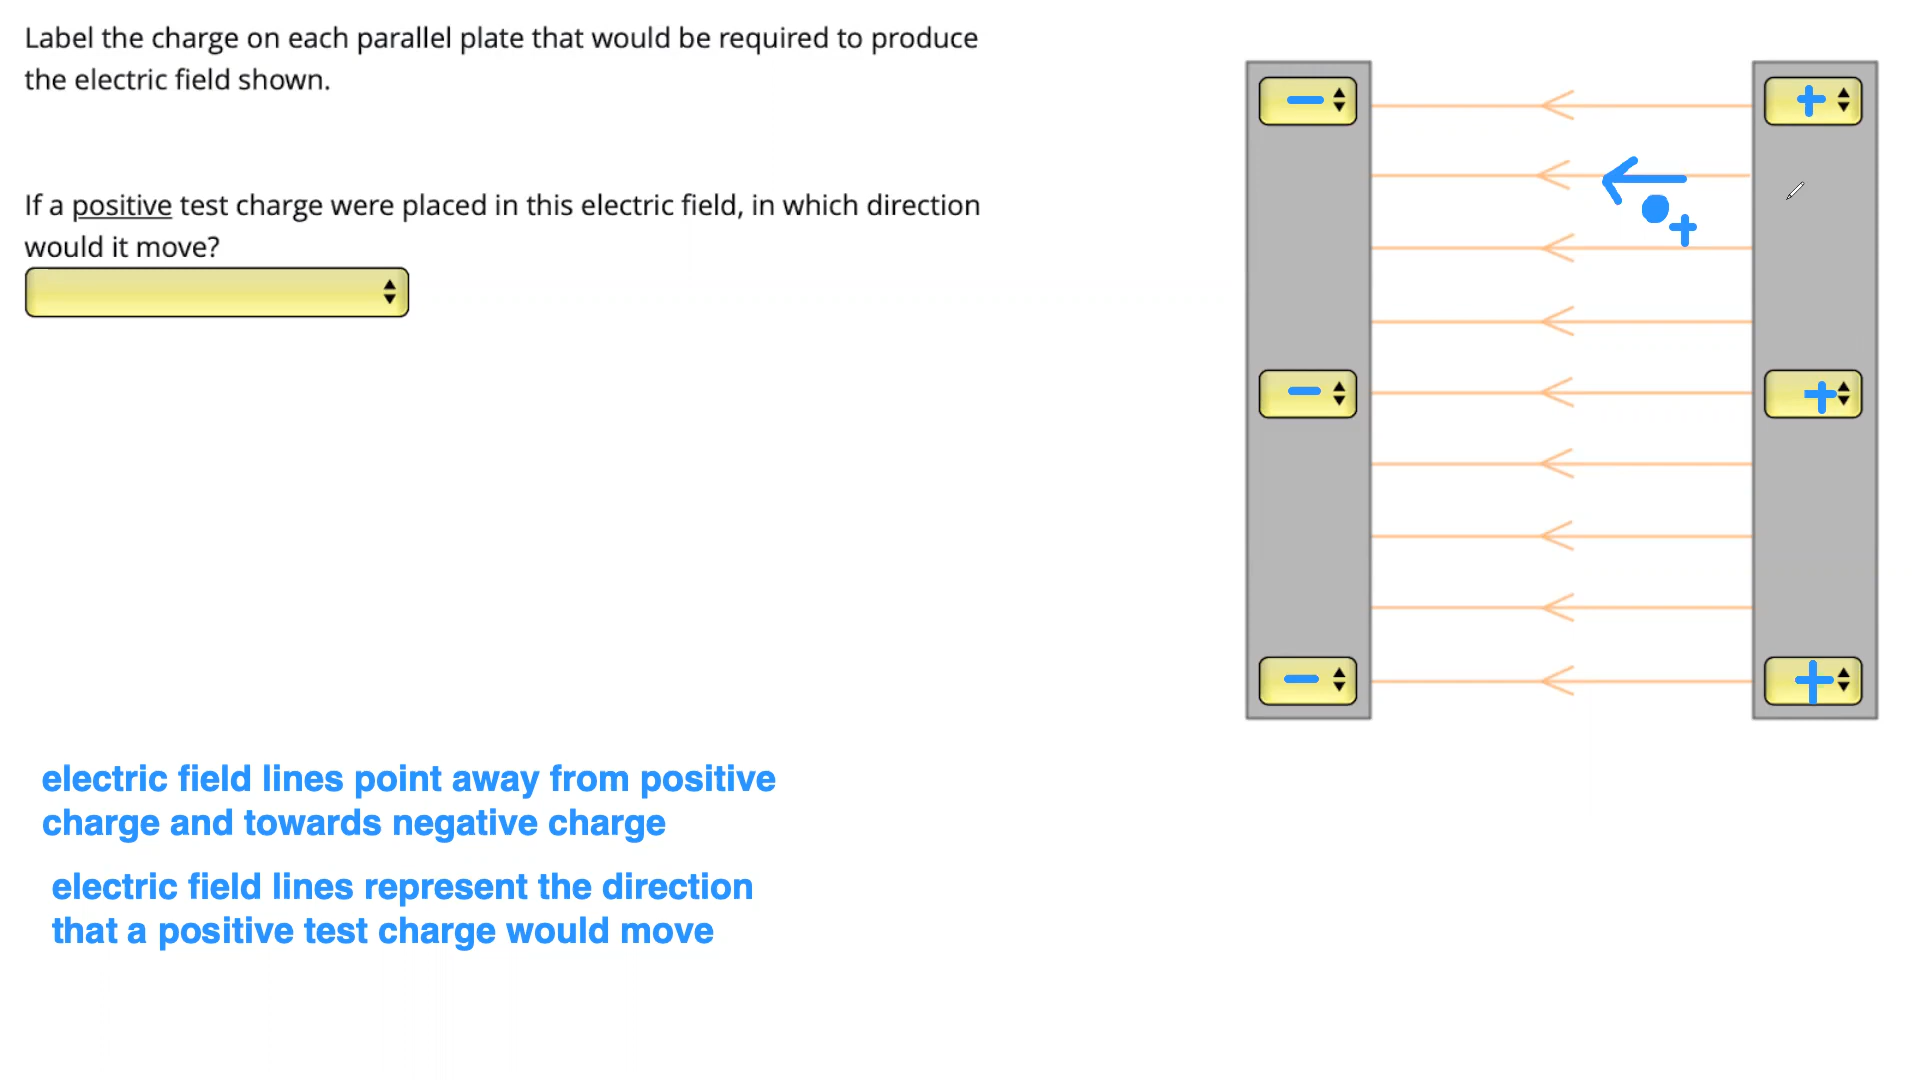 Label the charge on each parallel plate that would be required to produce
the electric field shown.
If a positive test charge were placed in this electric field, in which direction
would it move?
− +
+
− +
− +
electric field lines point away from positive
charge and towards negative charge
electric field lines represent the direction
that a positive test charge would move